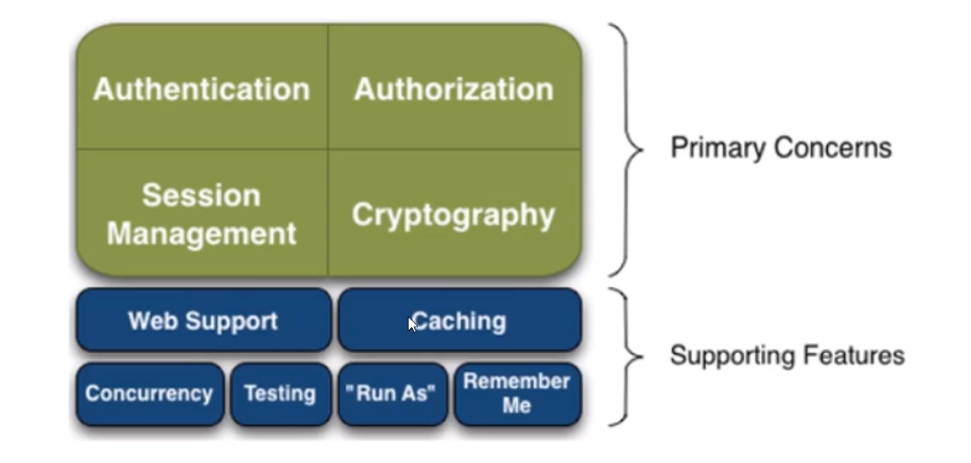 Authentication
Authorization
Session
Management
Cryptography
Primary Concerns
Web Support
Caching
Concurrency
Testing
"Run As"
Remember
Me
Supporting Features